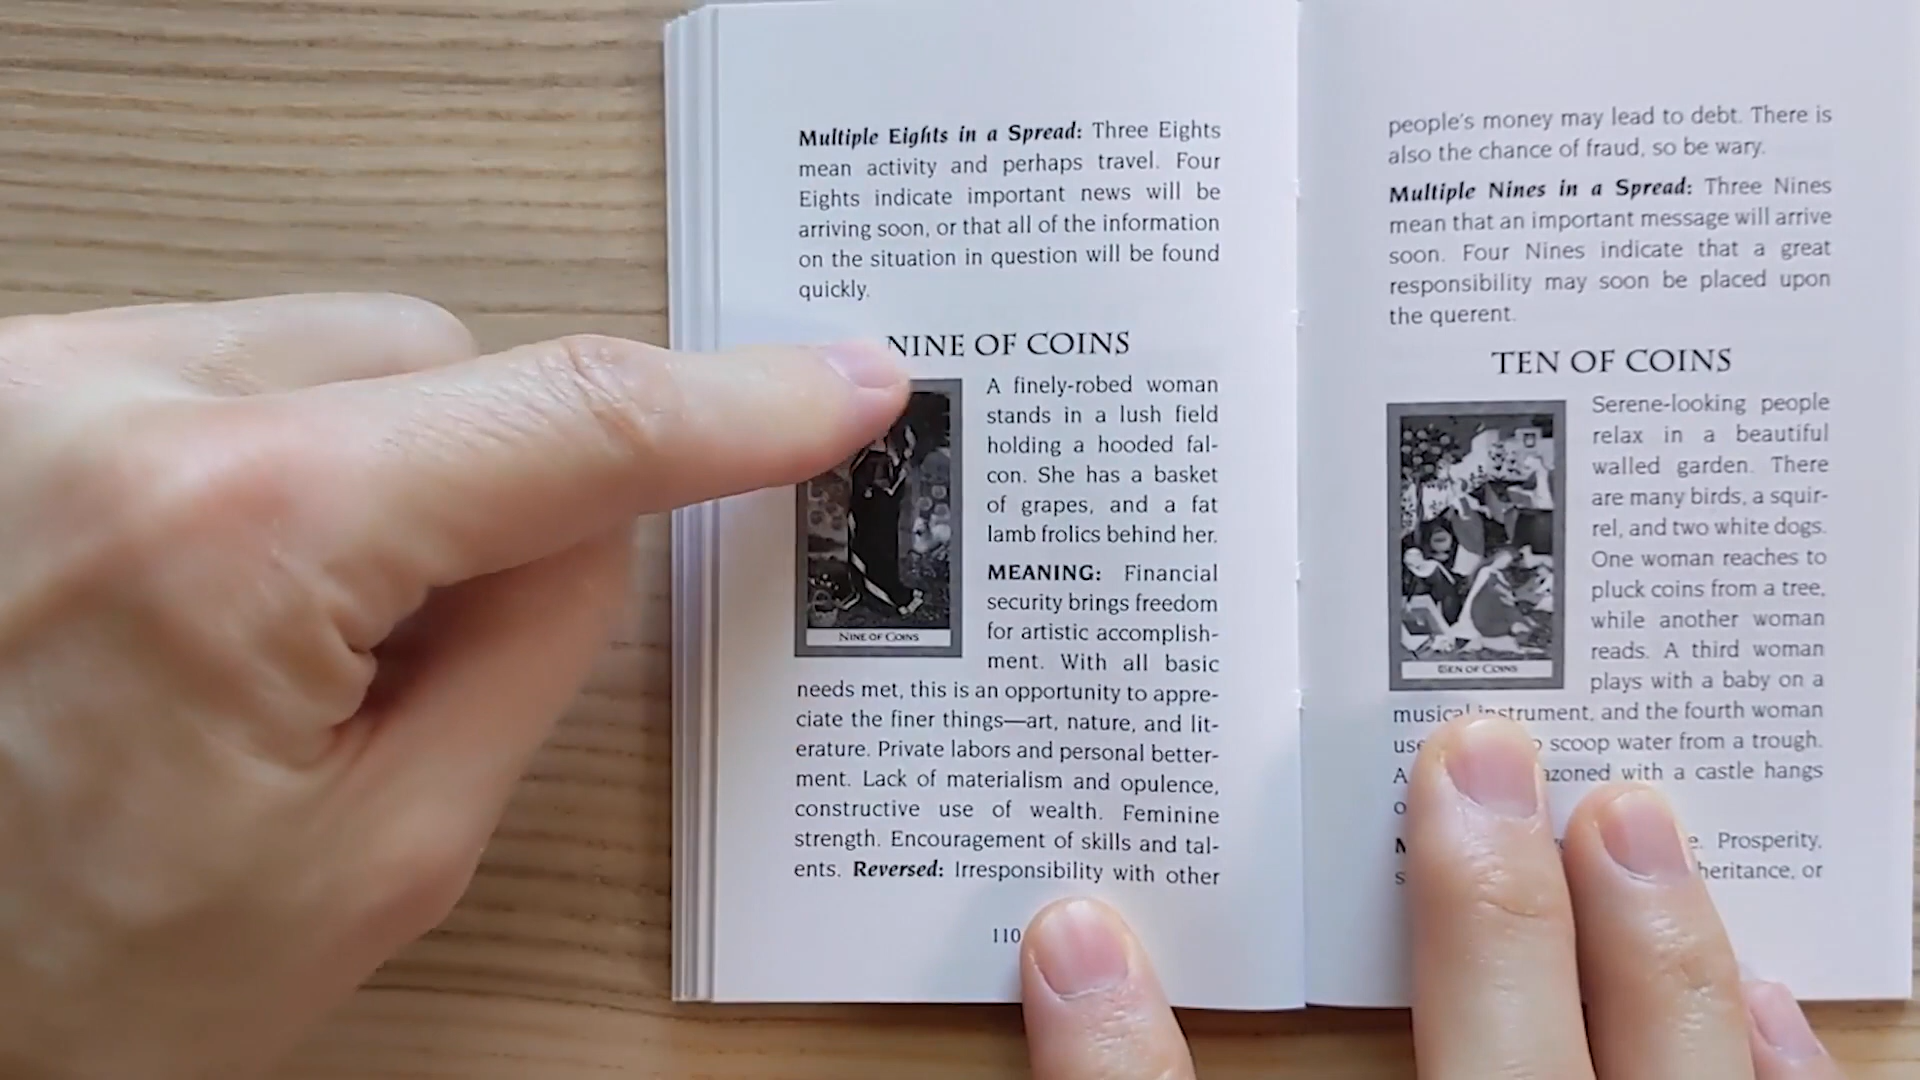 Multiple Eights in a Spread: Three Eights
mean activity and perhaps travel. Four
Eights indicate important news will be
arriving soon, or that all of the information
on the situation in question will be found
quickly.
NINE OF COINS
A finely-robed woman
stands in a lush field
holding a hooded fal-
con. She has a basket
of grapes, and a fat
lamb frolics behind her.
MEANING: Financial
security brings freedom
for artistic accomplish-
ment. With all basic
NINE OF COINS
needs met, this is an opportunity to appre-
ciate the finer things—art, nature, and lit-
erature. Private labors and personal better-
ment. Lack of materialism and opulence,
constructive use of wealth. Feminine
strength. Encouragement of skills and tal-
ents. Reversed: Irresponsibility with other
110
people's money may lead to debt. There is
also the chance of fraud, so be wary.
Multiple Nines in a Spread: Three Nines
mean that an important message will arrive
soon. Four Nines indicate that a great
responsibility may soon be placed upon
the querent.
TEN OF COINS
Serene-looking people
relax in a beautiful
walled garden. There
are many birds, a squir-
rel, and two white dogs.
One woman reaches to
pluck coins from a tree,
while another woman
reads. A third woman
plays with a baby on a
TEN OF COINS
musical instrument, and the fourth woman
scoop water from a trough.
A with a castle hangs
Prosperity,
or